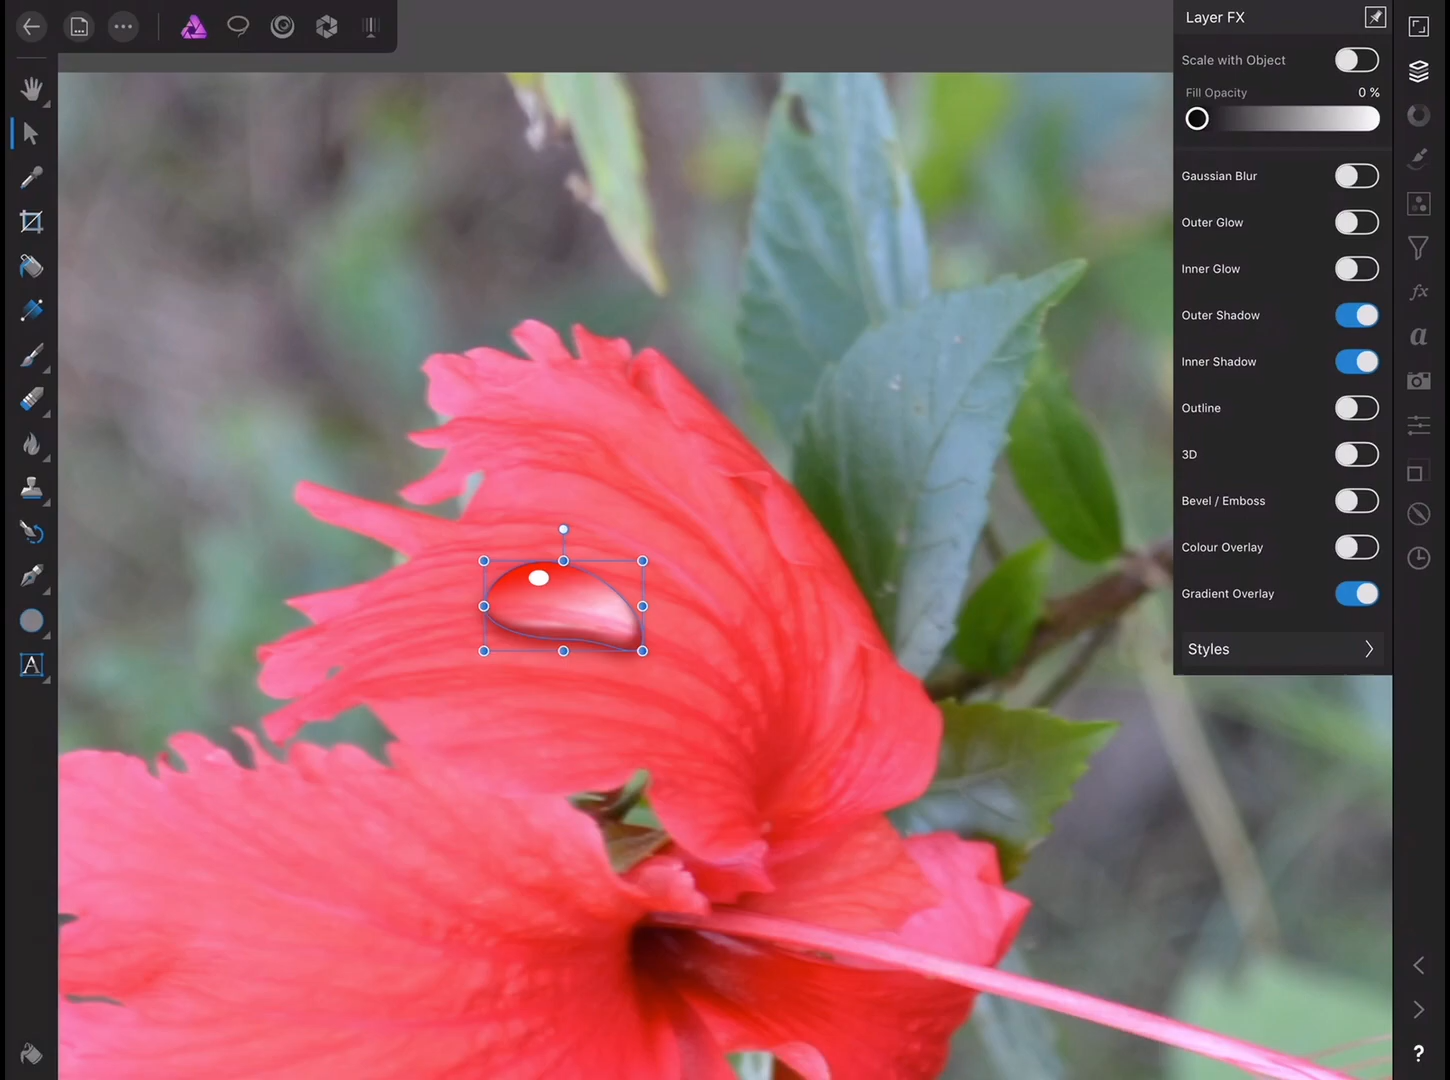 Layer FX
Scale with Object
Fill Opacity 0 %
Gaussian Blur
Outer Glow
Inner Glow
Outer Shadow
Inner Shadow
Outline
3D
Bevel / Emboss
Colour Overlay
Gradient Overlay
Styles
fx
a
A
?